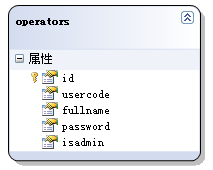 operators
属性
id
usercode
fullname
password
isadmin